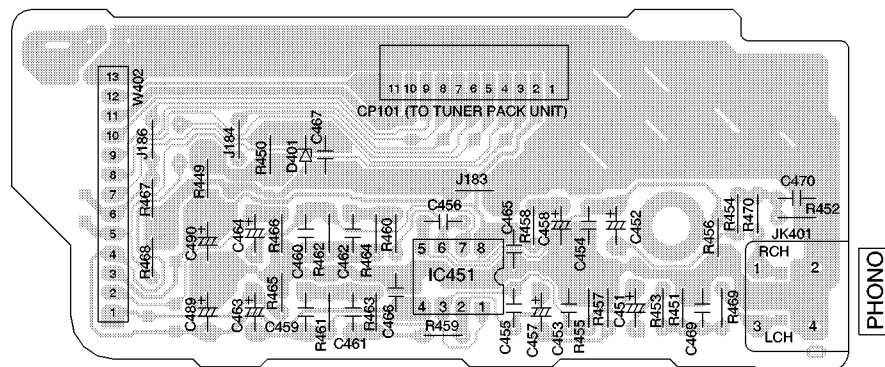 13
12
11
10
9
8
7
6
5
4
3
2
1
W402
J186
J184
R467
R449
R450
D401
C467
11 10 9 8 7 6 5 4 3 2 1
CP101 (TO TUNER PACK UNIT)
J183
R468
C490
C464
R466
C460
R462
C462
R464
R460
C456
C465
R458
C458
C454
C452
R456
R454
R470
C470
R452
JK401
5 6 7 8
IC451
4 3 2 1
R459
C489
C463
R465
C459
R461
C461
R463
C466
C455
C457
C453
R455
R457
C451
R453
R451
C469
R469
RCH
1 2
3 4
LCH
PHONO